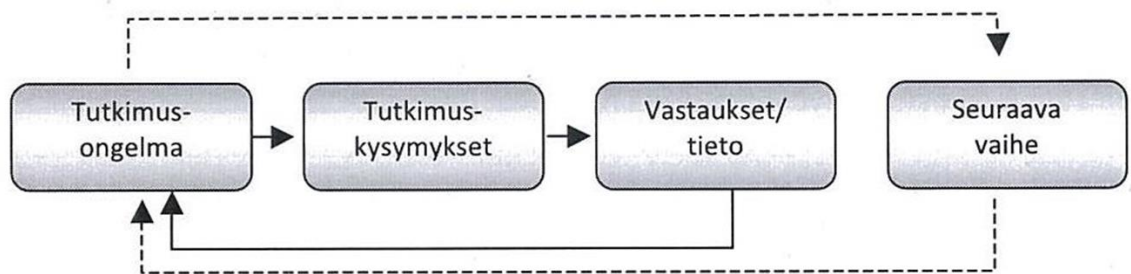 Tutkimus-
ongelma
Tutkimus-
kysymykset
Vastaukset/
tieto
Seuraava
vaihe